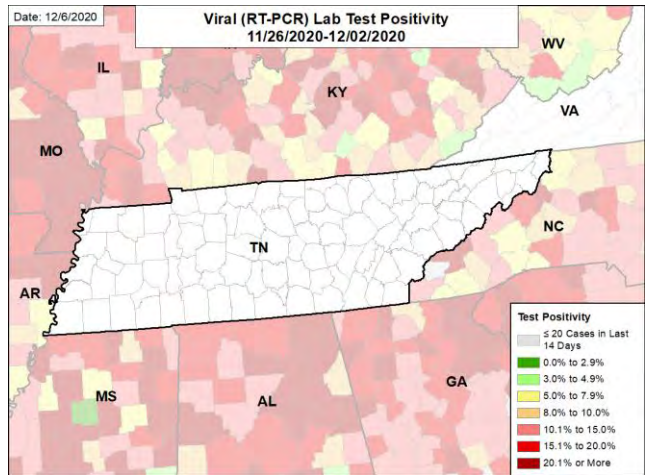 Date: 12/6/2020
Viral (RT-PCR) Lab Test Positivity
11/26/2020-12/02/2020
WV
IL
KY
VA
MO
TN
NC
AR
MS
AL
GA
Test Positivity
≤ 20 Cases in Last
14 Days
0.0% to 2.9%
3.0% to 4.9%
5.0% to 7.9%
8.0% to 10.0%
10.1% to 15.0%
15.1% to 20.0%
20.1% or More